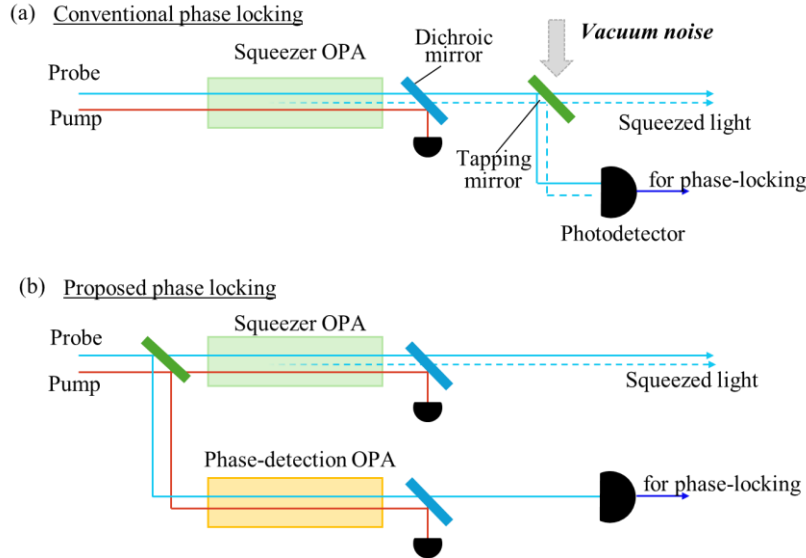 (a) Conventional phase locking
Squeezer OPA
Dichroic
mirror
Vacuum noise
Probe
Pump
Squeezed light
Tapping
mirror
for phase-locking
Photodetector
(b) Proposed phase locking
Squeezer OPA
Probe
Pump
Squeezed light
Phase-detection OPA
for phase-locking